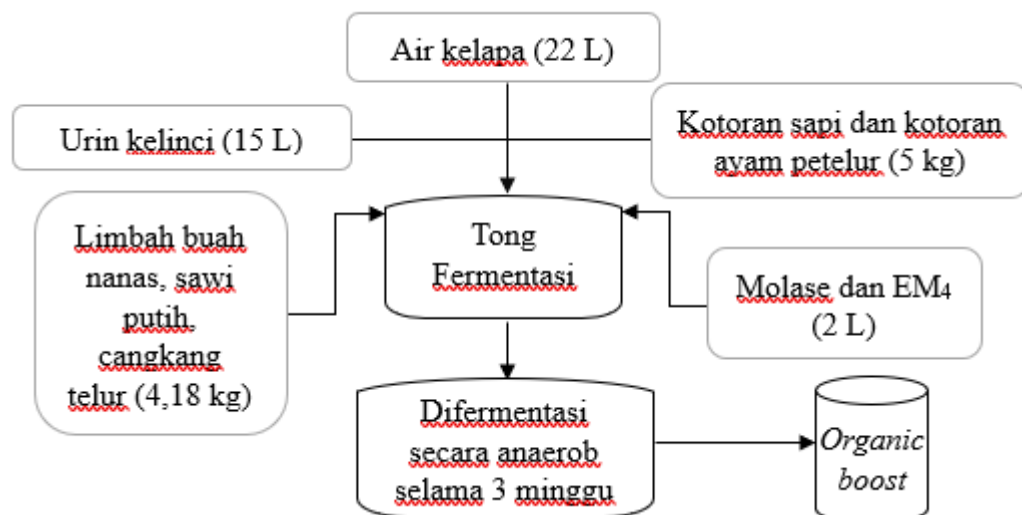 Air kelapa (22 L)
Urin kelinci (15 L)
Kotoran sapi dan kotoran
ayam petelur (5 kg)
Limbah buah
nanas, sawi
putih,
cangkang
telur (4,18 kg)
Tong
Fermentasi
Molase dan EM₄
(2 L)
Difermentasi
secara anaerob
selama 3 minggu
Organic
boost